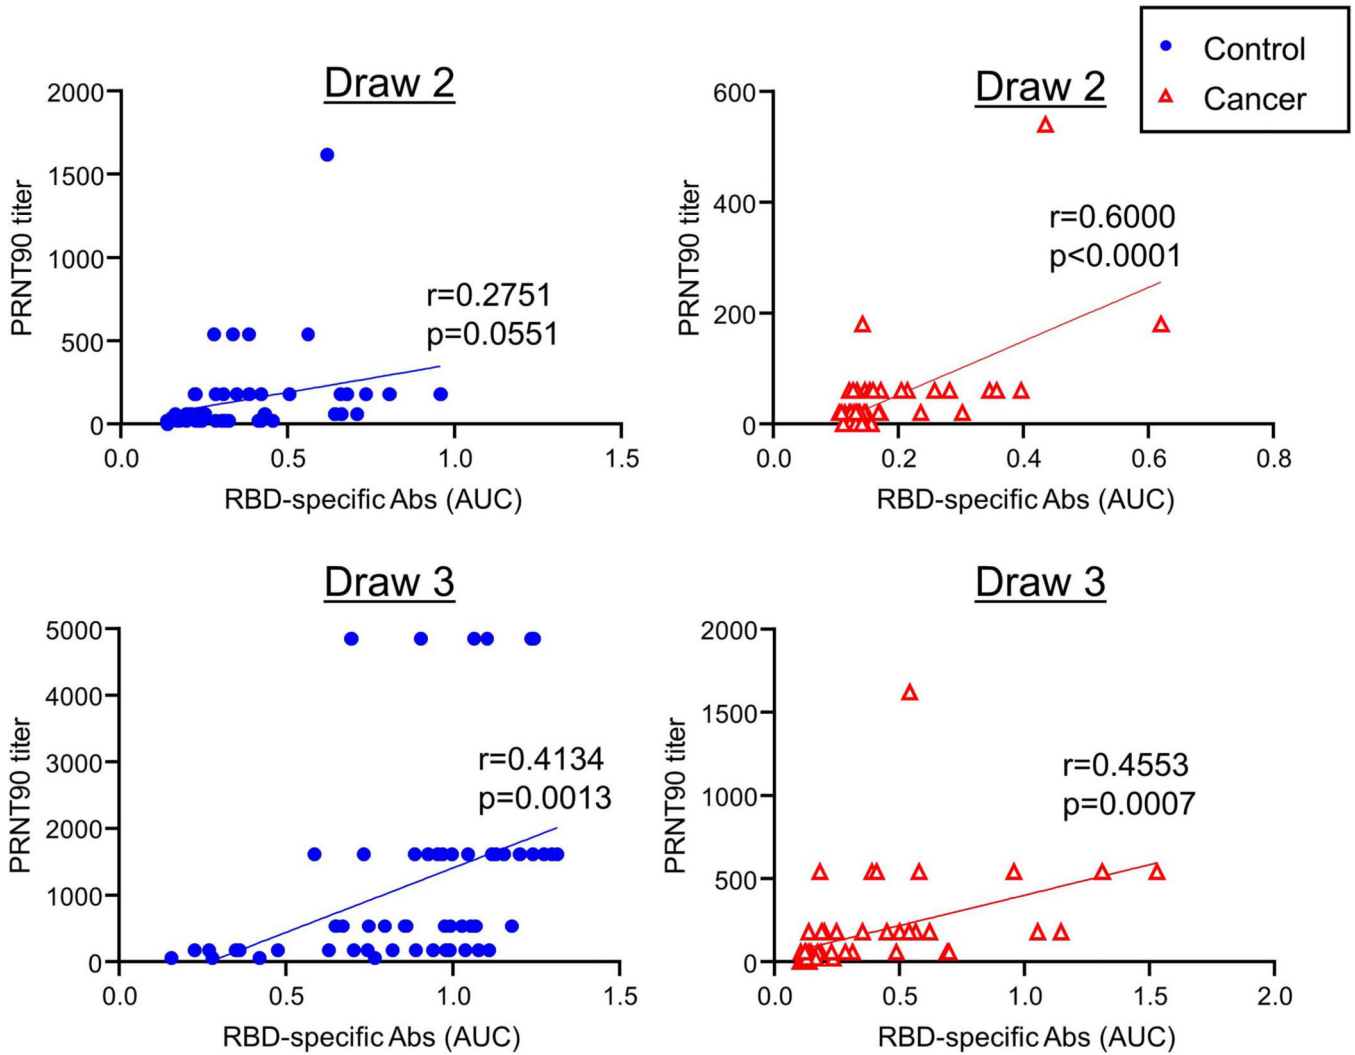 Control
Cancer
Draw 2
PRNT90 titer
2000
1500
1000
500
0
r=0.2751
p=0.0551
0.0 0.5 1.0 1.5
RBD-specific Abs (AUC)
Draw 2
PRNT90 titer
600
400
200
0
r=0.6000
p<0.0001
0.0 0.2 0.4 0.6 0.8
RBD-specific Abs (AUC)
Draw 3
PRNT90 titer
5000
4000
3000
2000
1000
0
r=0.4134
p=0.0013
0.0 0.5 1.0 1.5
RBD-specific Abs (AUC)
Draw 3
PRNT90 titer
2000
1500
1000
500
0
r=0.4553
p=0.0007
0.0 0.5 1.0 1.5 2.0
RBD-specific Abs (AUC)